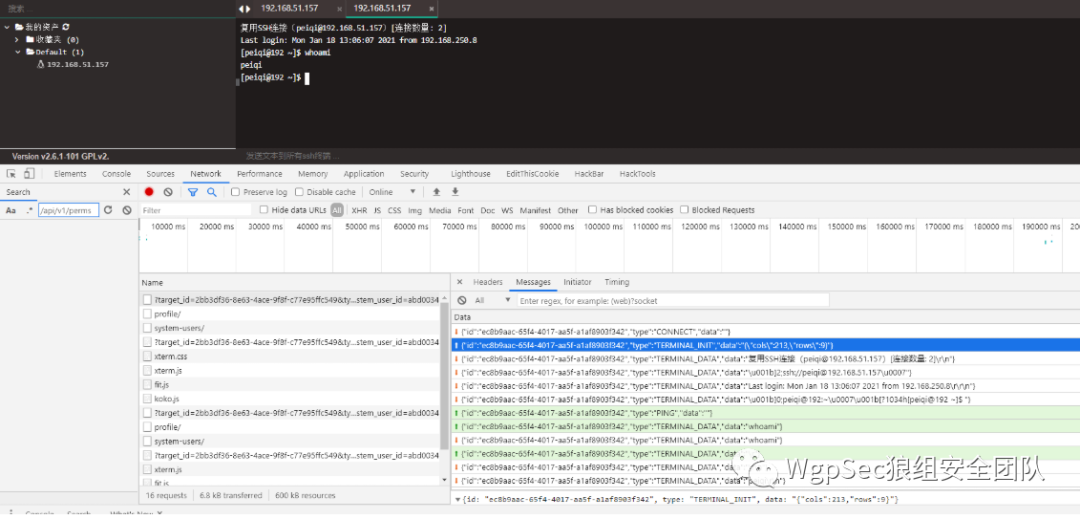 搜索...
192.168.51.157 ×
192.168.51.157 ×
我的资产
收藏夹 (0)
Default (1)
192.168.51.157
复用SSH连接（peiqi@192.168.51.157）[连接数量: 2]
Last login: Mon Jan 18 13:06:07 2021 from 192.168.250.8
[peiqi@192 ~]$ whoami
peiqi
[peiqi@192 ~]$
Version v2.6.1-101 GPLv2.
发送文本到所有ssh终端...
Elements Console Sources Network Performance Memory Application Security Lighthouse EditThisCookie HackBar HackTools
Search ×
Preserve log Disable cache Online
Aa .* /api/v1/perms
Filter Hide data URLs All XHR JS CSS Img Media Font Doc WS Manifest Other Has blocked cookies Blocked Requests
10000 ms 20000 ms 30000 ms 40000 ms 50000 ms 60000 ms 70000 ms 80000 ms 90000 ms 100000 ms 110000 ms 120000 ms 130000 ms 140000 ms 150000 ms 160000 ms 170000 ms 180000 ms 190000 ms 200
Name
?target_id=2bb3df36-8e63-4ace-9f8f-c77e95ffc549&ty...stem_user_id=abd0034
profile/
system-users/
?target_id=2bb3df36-8e63-4ace-9f8f-c77e95ffc549&ty...stem_user_id=abd0034
xterm.css
xterm.js
fit.js
koko.js
?target_id=2bb3df36-8e63-4ace-9f8f-c77e95ffc549&ty...stem_user_id=abd0034
profile/
system-users/
?target_id=2bb3df36-8e63-4ace-9f8f-c77e95ffc549&ty...stem_user_id=abd0034
xterm.js
fit.js
16 requests 6.8 kB transferred 600 kB resources
× Headers Messages Initiator Timing
All Enter regex, for example: (web)?socket
Data
{"id":"ec8b9aac-65f4-4017-aa5f-a1af8903f342","type":"CONNECT","data":""}
{"id":"ec8b9aac-65f4-4017-aa5f-a1af8903f342","type":"TERMINAL_INIT","data":"{\"cols\":213,\"rows\":9}"}
{"id":"ec8b9aac-65f4-4017-aa5f-a1af8903f342","type":"TERMINAL_DATA","data":"复用SSH连接（peiqi@192.168.51.157）[连接数量: 2]\r\n"}
{"id":"ec8b9aac-65f4-4017-aa5f-a1af8903f342","type":"TERMINAL_DATA","data":"\u001b]2;ssh://peiqi@192.168.51.157\u0007"}
{"id":"ec8b9aac-65f4-4017-aa5f-a1af8903f342","type":"TERMINAL_DATA","data":"Last login: Mon Jan 18 13:06:07 2021 from 192.168.250.8\r\r\n"}
{"id":"ec8b9aac-65f4-4017-aa5f-a1af8903f342","type":"TERMINAL_DATA","data":"\u001b]0;peiqi@192:~\u0007\u001b[?1034h[peiqi@192 ~]$ "}
{"id":"ec8b9aac-65f4-4017-aa5f-a1af8903f342","type":"PING","data":""}
{"id":"ec8b9aac-65f4-4017-aa5f-a1af8903f342","type":"TERMINAL_DATA","data":"whoami"}
{"id":"ec8b9aac-65f4-4017-aa5f-a1af8903f342","type":"TERMINAL_DATA","data":"whoami"}
{"id":"ec8b9aac-65f4-4017-aa5f-a1af8903f342","type":"TERMINAL_DATA","data":
{"id":"ec8b9aac-65f4-4017-aa5f-a1af8903f342","type":"TERMINAL_DATA","data":
{"id":"ec8b9aac-65f4-4017-aa5f-a1af8903f342","type":"TERMINAL_DATA","data":
WgpSec狼组安全团队
{id: "ec8b9aac-65f4-4017-aa5f-a1af8903f342", type: "TERMINAL_INIT", data: "{"cols":213,"rows":9}"}
Console Search What's New ×